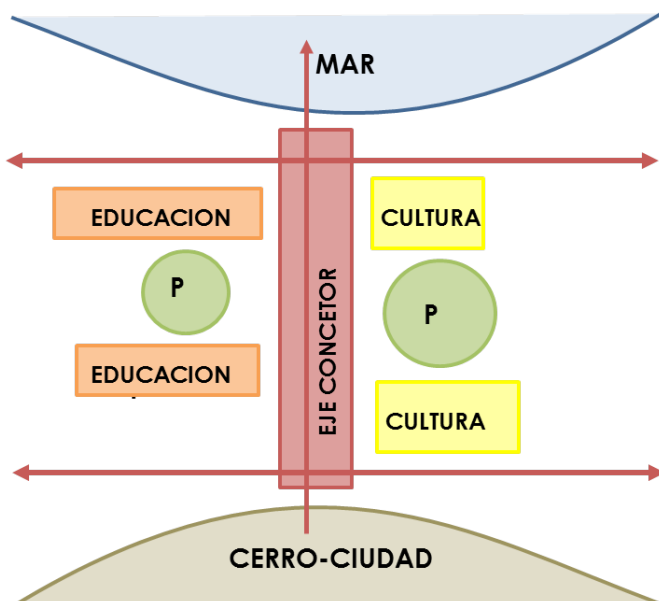 MAR
EDUCACION
CULTURA
P
P
EJE CONCETOR
EDUCACION
CULTURA
CERRO-CIUDAD